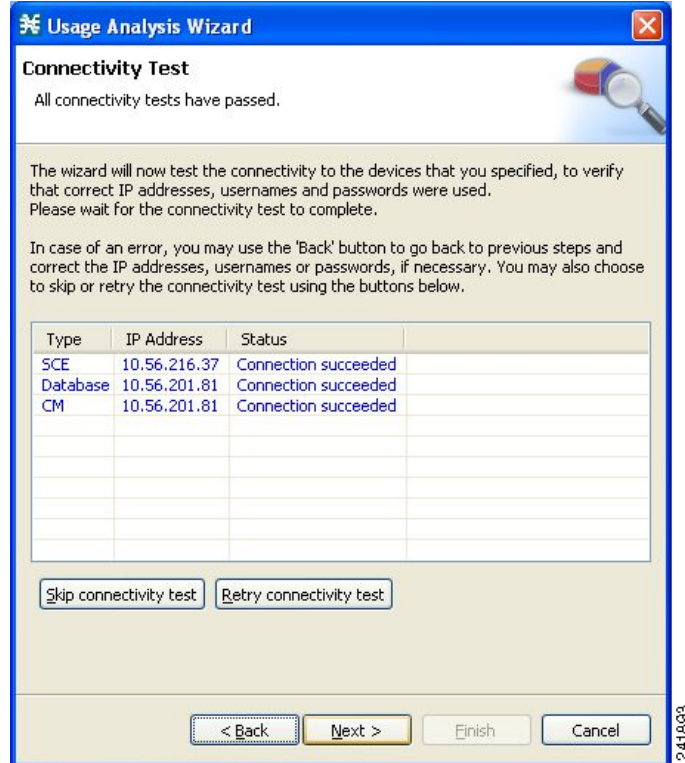 Usage Analysis Wizard
Connectivity Test
All connectivity tests have passed.
The wizard will now test the connectivity to the devices that you specified, to verify
that correct IP addresses, usernames and passwords were used.
Please wait for the connectivity test to complete.
In case of an error, you may use the 'Back' button to go back to previous steps and
correct the IP addresses, usernames or passwords, if necessary. You may also choose
to skip or retry the connectivity test using the buttons below.
Type IP Address Status
SCE 10.56.216.37 Connection succeeded
Database 10.56.201.81 Connection succeeded
CM 10.56.201.81 Connection succeeded
Skip connectivity test Retry connectivity test
< Back Next > Finish Cancel
241893